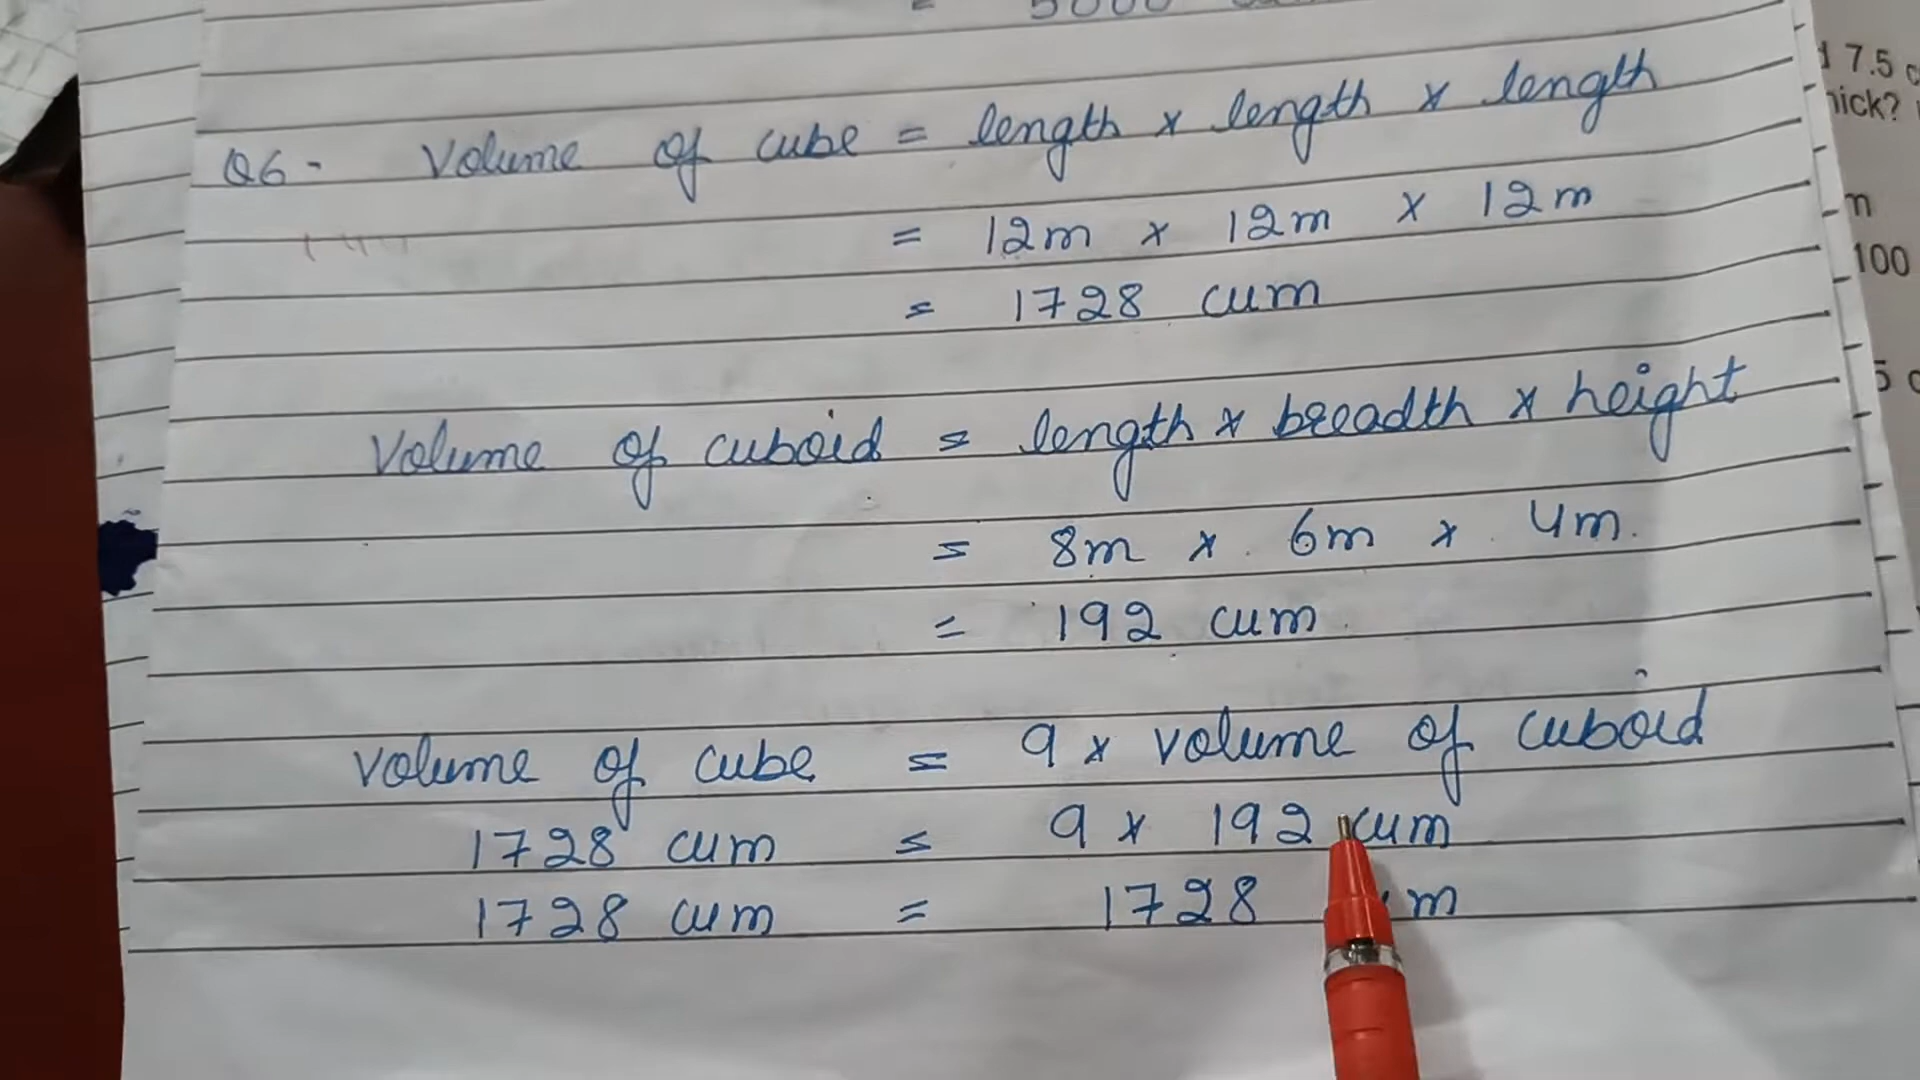 5000
Q6- Volume of cube = length x length x length
= 12m x 12m x 12m
= 1728 cum
Volume of cuboid = length x breadth x height
= 8m x 6m x 4m.
= 192 cum
volume of cube = 9 x volume of cuboid
1728 cum = 9 x 192 cum
1728 cum = 1728 m
7.5
hick?
m
100
5